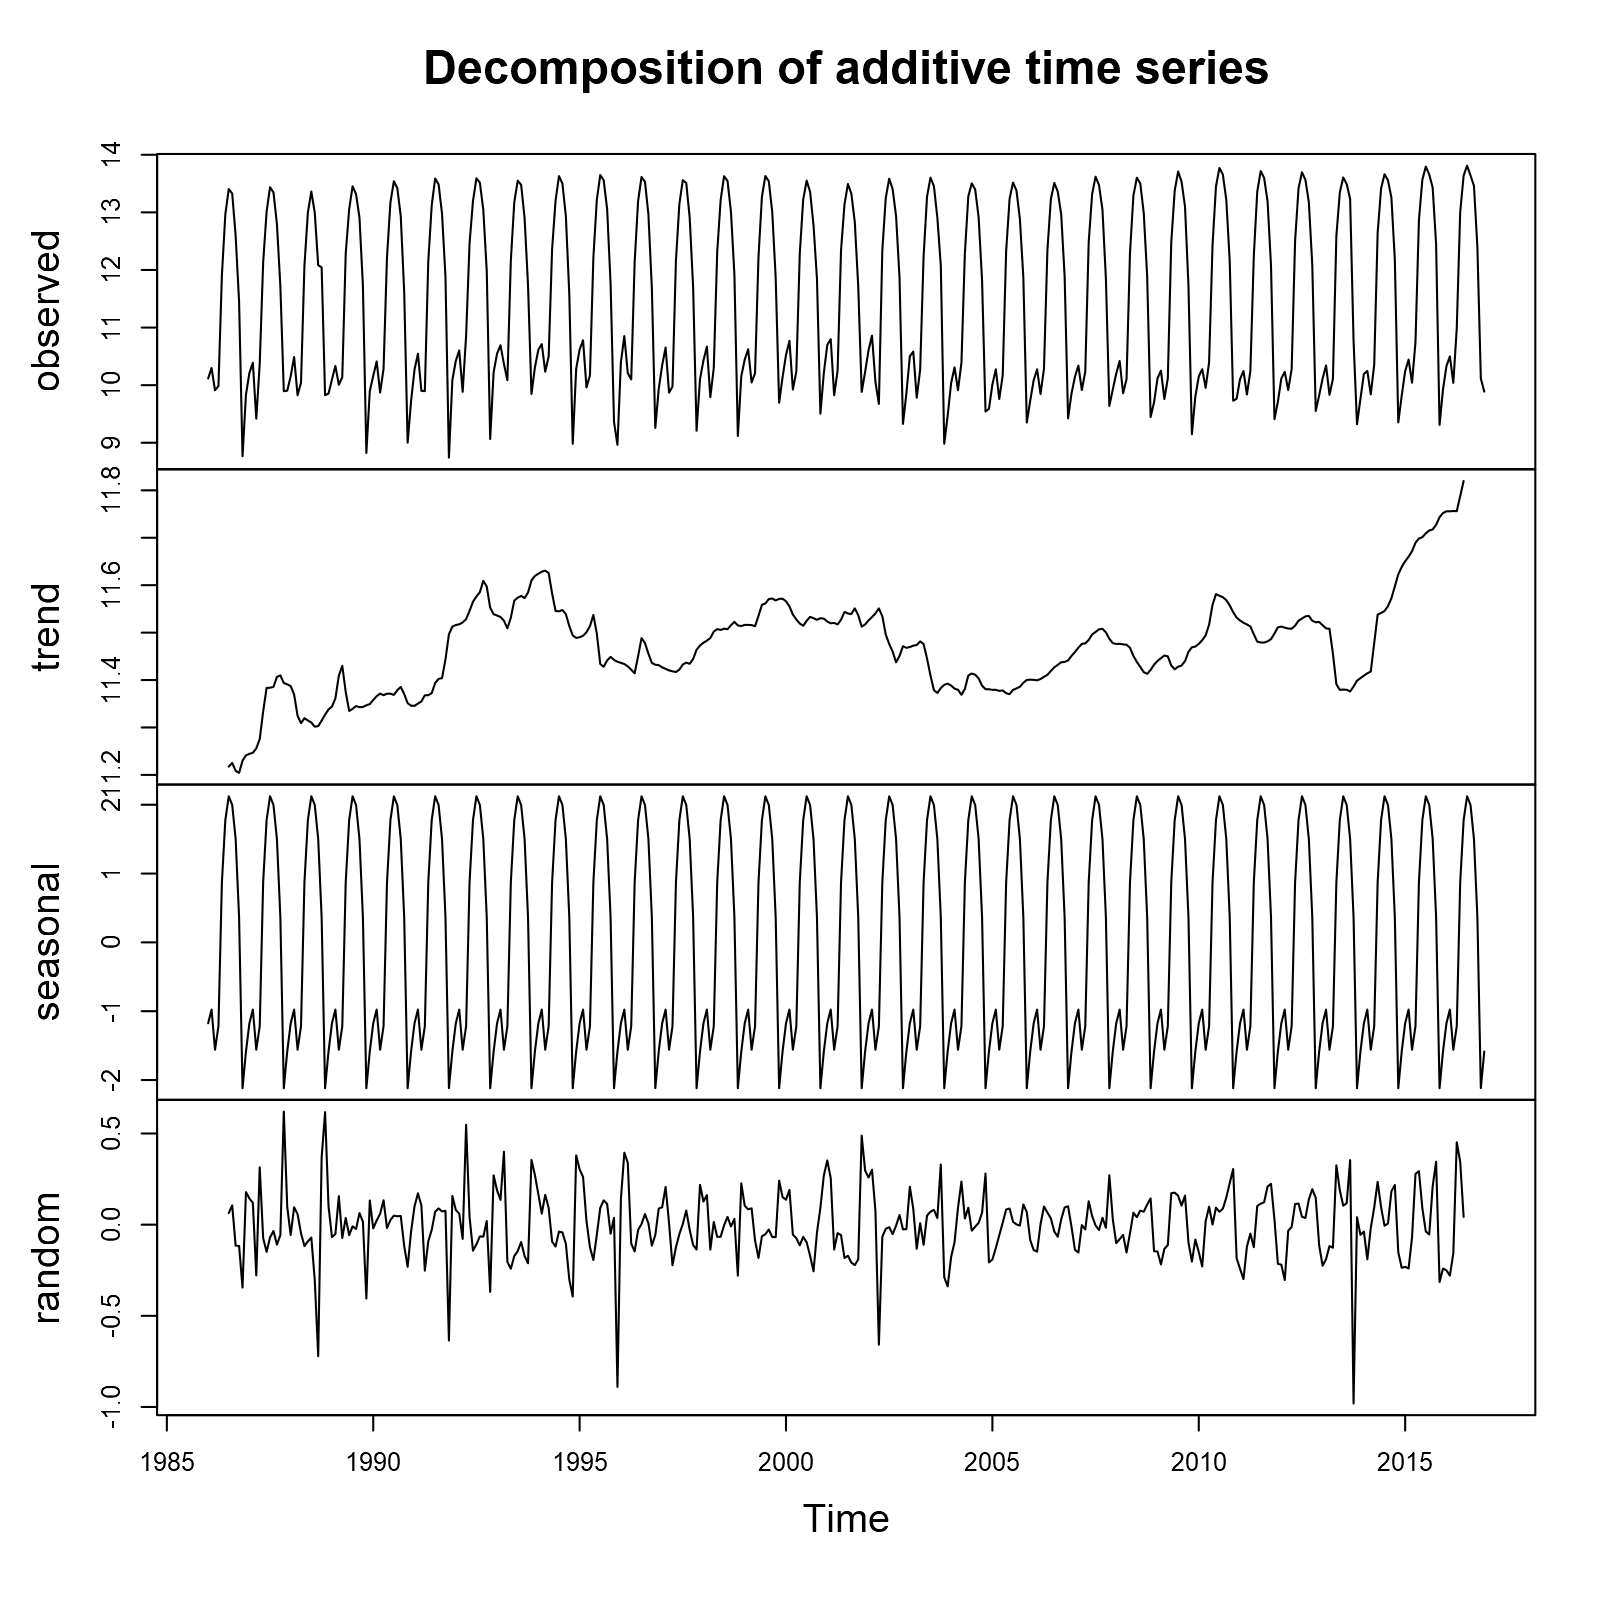 Decomposition of additive time series
observed
9 10 11 12 13 14
trend
11.2 11.4 11.6 11.8
seasonal
-2 -1 0 1 2
random
-1.0 -0.5 0.0 0.5
1985 1990 1995 2000 2005 2010 2015
Time